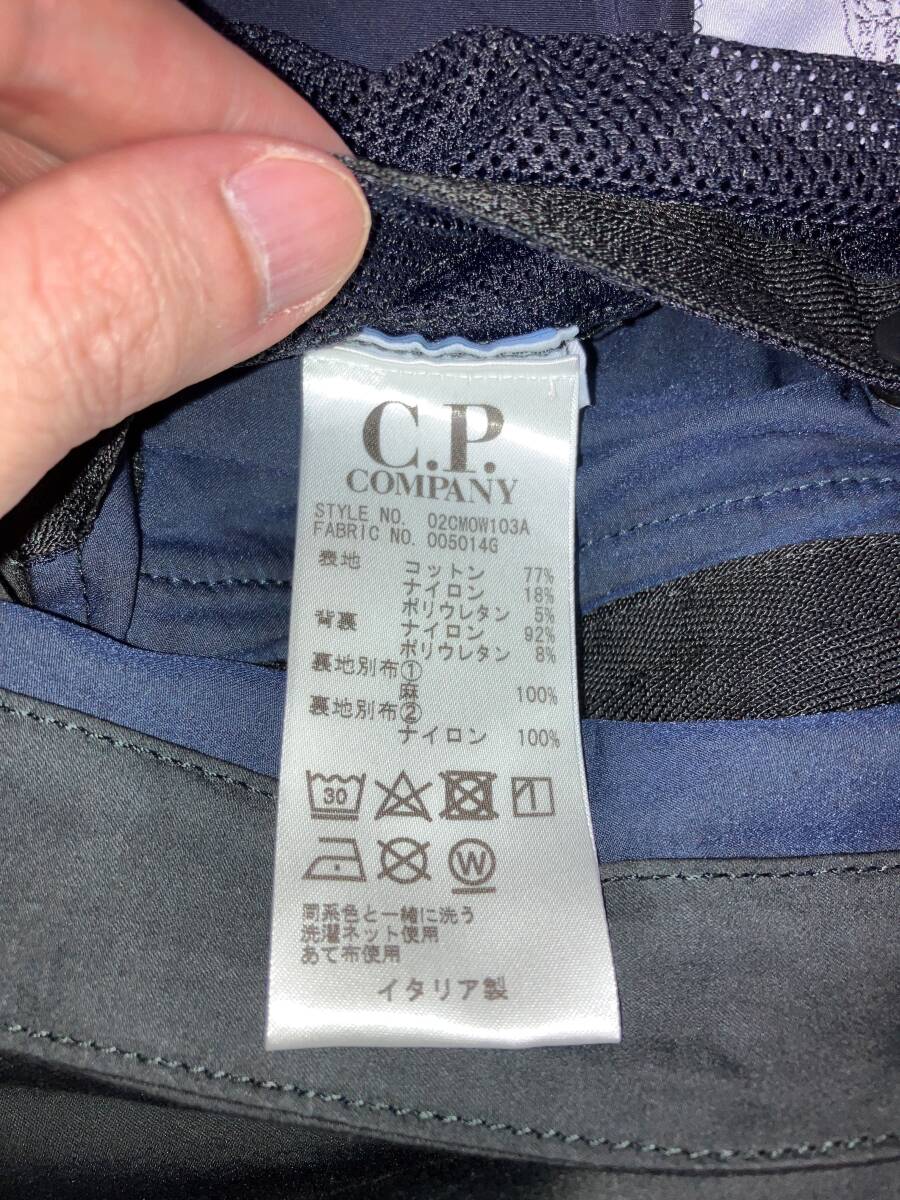 C.P.
COMPANY
STYLE NO. 02CMOW103A
FABRIC NO. 005014G
表地 コットン 77%
ナイロン 18%
ポリウレタン 5%
背裏 ナイロン 92%
ポリウレタン 8%
裏地別布①
麻 100%
裏地別布②
ナイロン 100%
30
W
同系色と一緒に洗う
洗濯ネット使用
あて布使用
イタリア製